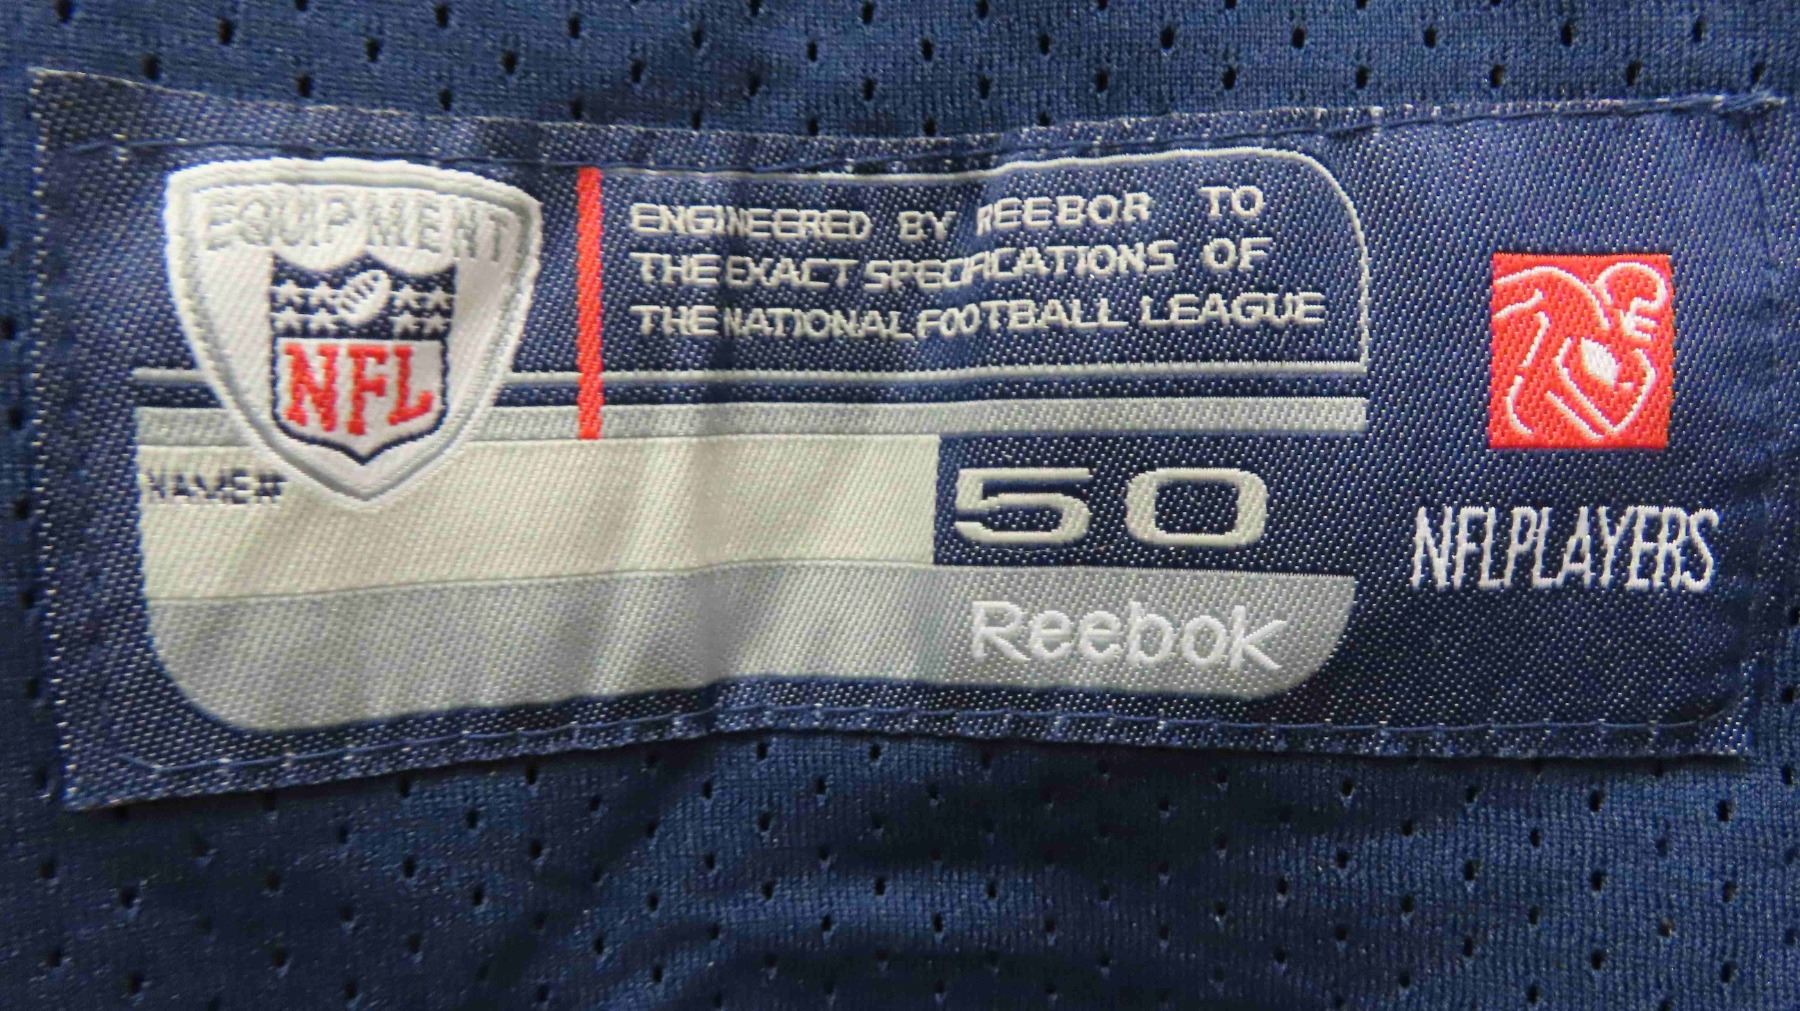 EQUIPMENT
NFL
ENGINEERED BY REEBOR TO
THE EXACT SPECIFICATIONS OF
THE NATIONAL FOOTBALL LEAGUE
NAME#
50
Reebok
NFLPLAYERS